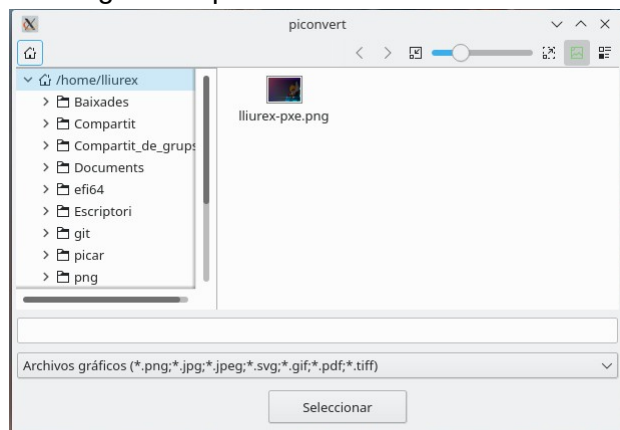 piconvert
/home/lliurex
Baixades
Compartit
Compartit_de_grups
Documents
efi64
Escriptori
git
picar
png
lliurex-pxe.png
Archivos gráficos (*.png;*.jpg;*.jpeg;*.svg;*.gif;*.pdf;*.tiff)
Seleccionar